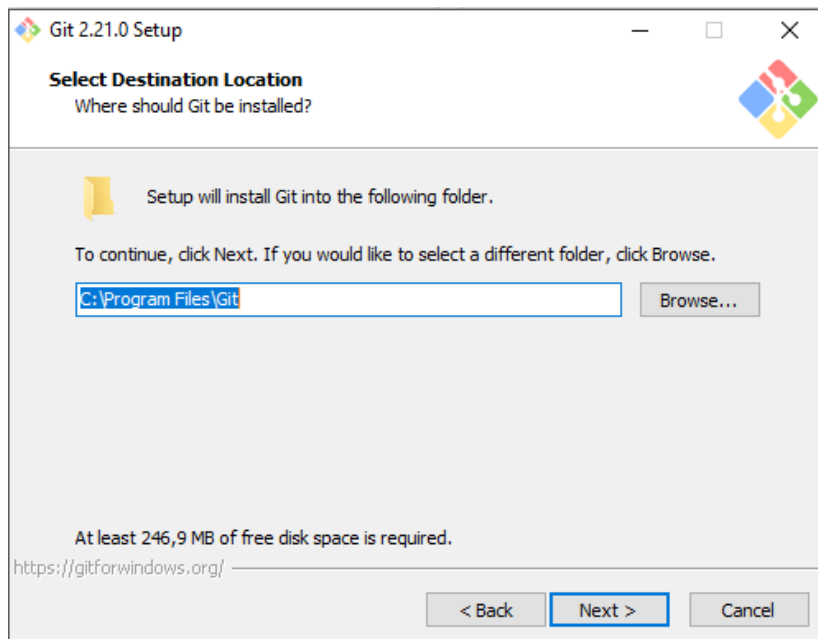 Git 2.21.0 Setup
Select Destination Location
Where should Git be installed?
Setup will install Git into the following folder.
To continue, click Next. If you would like to select a different folder, click Browse.
C:\Program Files\Git
Browse...
At least 246,9 MB of free disk space is required.
https://gitforwindows.org/
< Back
Next >
Cancel